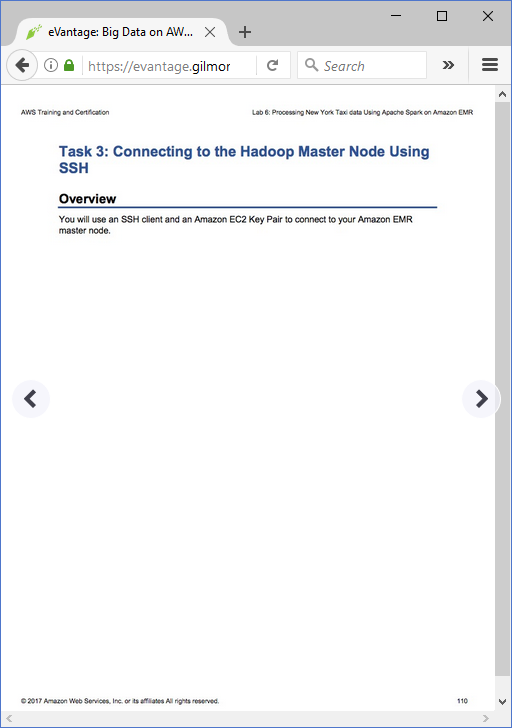 eVantage: Big Data on AW...
https://evantage.gilmor
Search
AWS Training and Certification
Lab 6: Processing New York Taxi data Using Apache Spark on Amazon EMR
Task 3: Connecting to the Hadoop Master Node Using
SSH
Overview
You will use an SSH client and an Amazon EC2 Key Pair to connect to your Amazon EMR
master node.
© 2017 Amazon Web Services, Inc. or its affiliates All rights reserved.
110